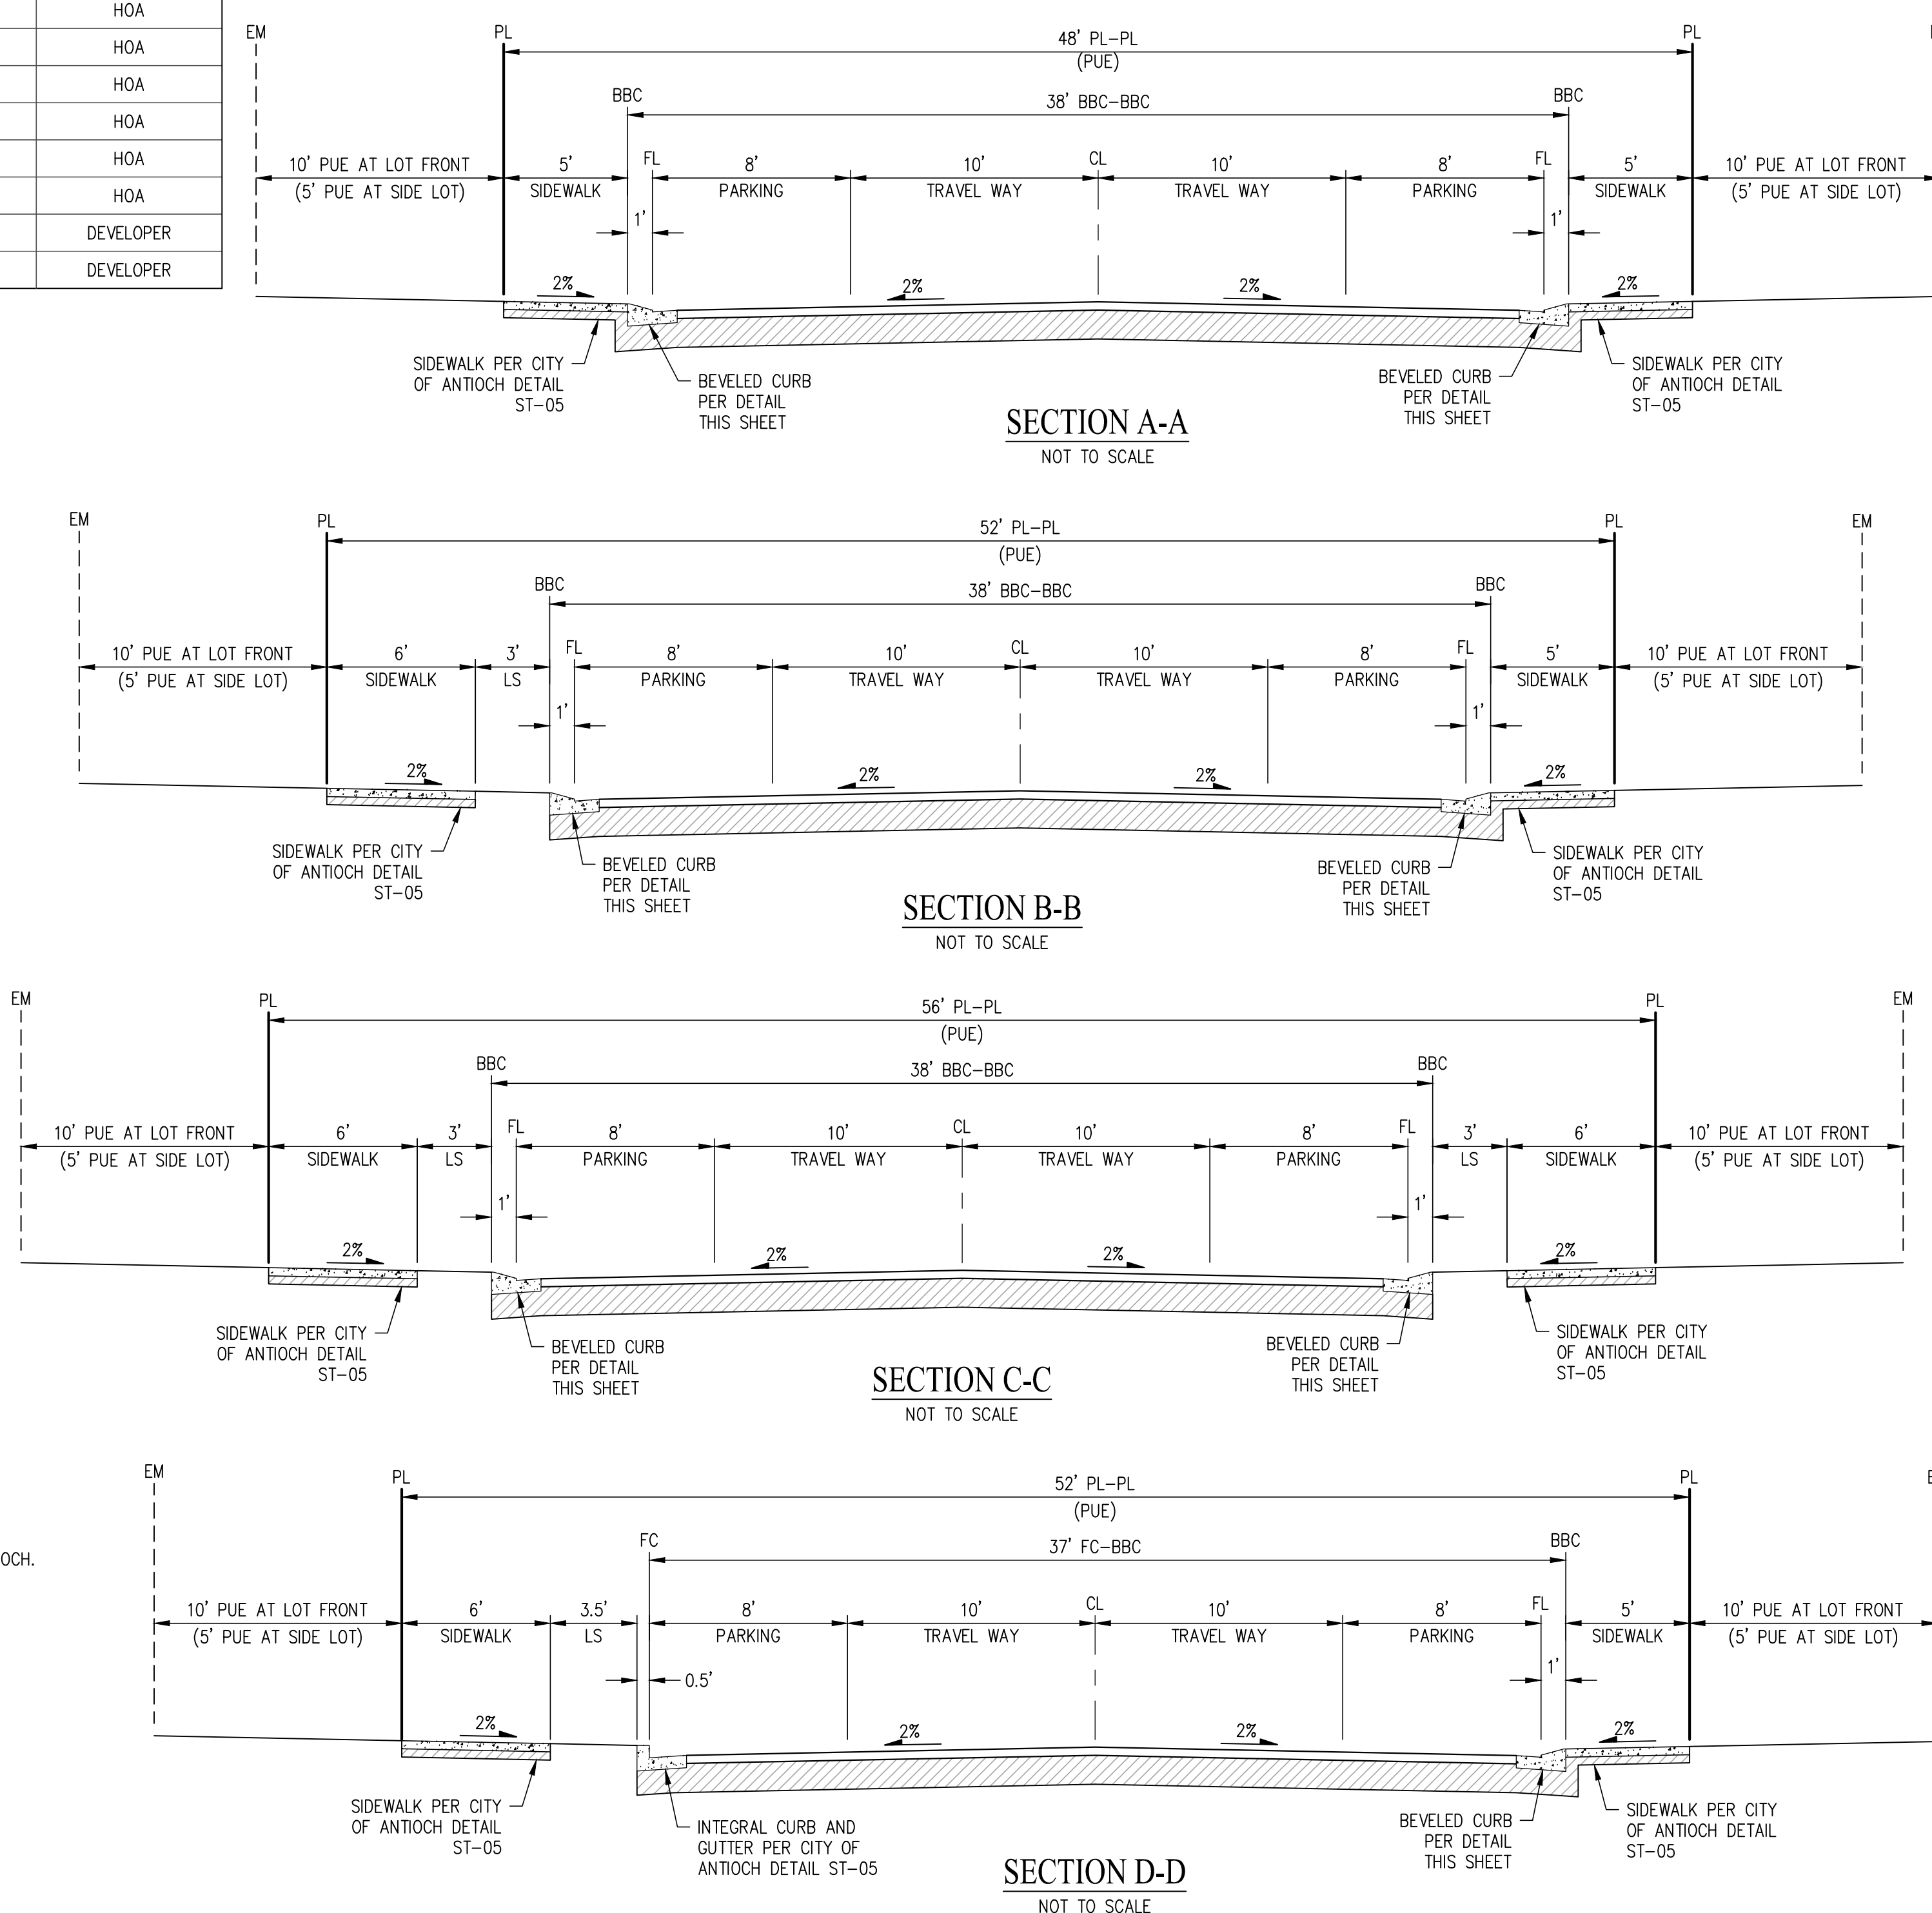 HOA
HOA
HOA
HOA
HOA
HOA
DEVELOPER
DEVELOPER
EM PL 48' PL-PL PL
(PUE)
BBC 38' BBC-BBC BBC
10' PUE AT LOT FRONT 5' FL 8' 10' CL 10' 8' FL 5' 10' PUE AT LOT FRONT
(5' PUE AT SIDE LOT) SIDEWALK PARKING TRAVEL WAY TRAVEL WAY PARKING SIDEWALK (5' PUE AT SIDE LOT)
1' 1'
2% 2% 2% 2%
SIDEWALK PER CITY
OF ANTIOCH DETAIL
ST-05
BEVELED CURB
PER DETAIL
THIS SHEET
BEVELED CURB
PER DETAIL
THIS SHEET
SIDEWALK PER CITY
OF ANTIOCH DETAIL
ST-05
SECTION A-A
NOT TO SCALE
EM PL 52' PL-PL PL EM
(PUE)
BBC 38' BBC-BBC BBC
10' PUE AT LOT FRONT 6' 3' FL 8' 10' CL 10' 8' FL 5' 10' PUE AT LOT FRONT
(5' PUE AT SIDE LOT) SIDEWALK LS PARKING TRAVEL WAY TRAVEL WAY PARKING SIDEWALK (5' PUE AT SIDE LOT)
1' 1'
2% 2% 2% 2%
SIDEWALK PER CITY
OF ANTIOCH DETAIL
ST-05
BEVELED CURB
PER DETAIL
THIS SHEET
BEVELED CURB
PER DETAIL
THIS SHEET
SIDEWALK PER CITY
OF ANTIOCH DETAIL
ST-05
SECTION B-B
NOT TO SCALE
EM PL 56' PL-PL PL EM
(PUE)
BBC 38' BBC-BBC BBC
10' PUE AT LOT FRONT 6' 3' FL 8' 10' CL 10' 8' FL 3' 6' 10' PUE AT LOT FRONT
(5' PUE AT SIDE LOT) SIDEWALK LS PARKING TRAVEL WAY TRAVEL WAY PARKING LS SIDEWALK (5' PUE AT SIDE LOT)
1' 1'
2% 2% 2% 2%
SIDEWALK PER CITY
OF ANTIOCH DETAIL
ST-05
BEVELED CURB
PER DETAIL
THIS SHEET
BEVELED CURB
PER DETAIL
THIS SHEET
SIDEWALK PER CITY
OF ANTIOCH DETAIL
ST-05
SECTION C-C
NOT TO SCALE
EM PL 52' PL-PL PL
(PUE)
FC 37' FC-BBC BBC
OCH.
10' PUE AT LOT FRONT 6' 3.5' 8' 10' CL 10' 8' FL 5' 10' PUE AT LOT FRONT
(5' PUE AT SIDE LOT) SIDEWALK LS PARKING TRAVEL WAY TRAVEL WAY PARKING SIDEWALK (5' PUE AT SIDE LOT)
0.5' 1'
2% 2% 2% 2%
SIDEWALK PER CITY
OF ANTIOCH DETAIL
ST-05
INTEGRAL CURB AND
GUTTER PER CITY OF
ANTIOCH DETAIL ST-05
BEVELED CURB
PER DETAIL
THIS SHEET
SIDEWALK PER CITY
OF ANTIOCH DETAIL
ST-05
SECTION D-D
NOT TO SCALE